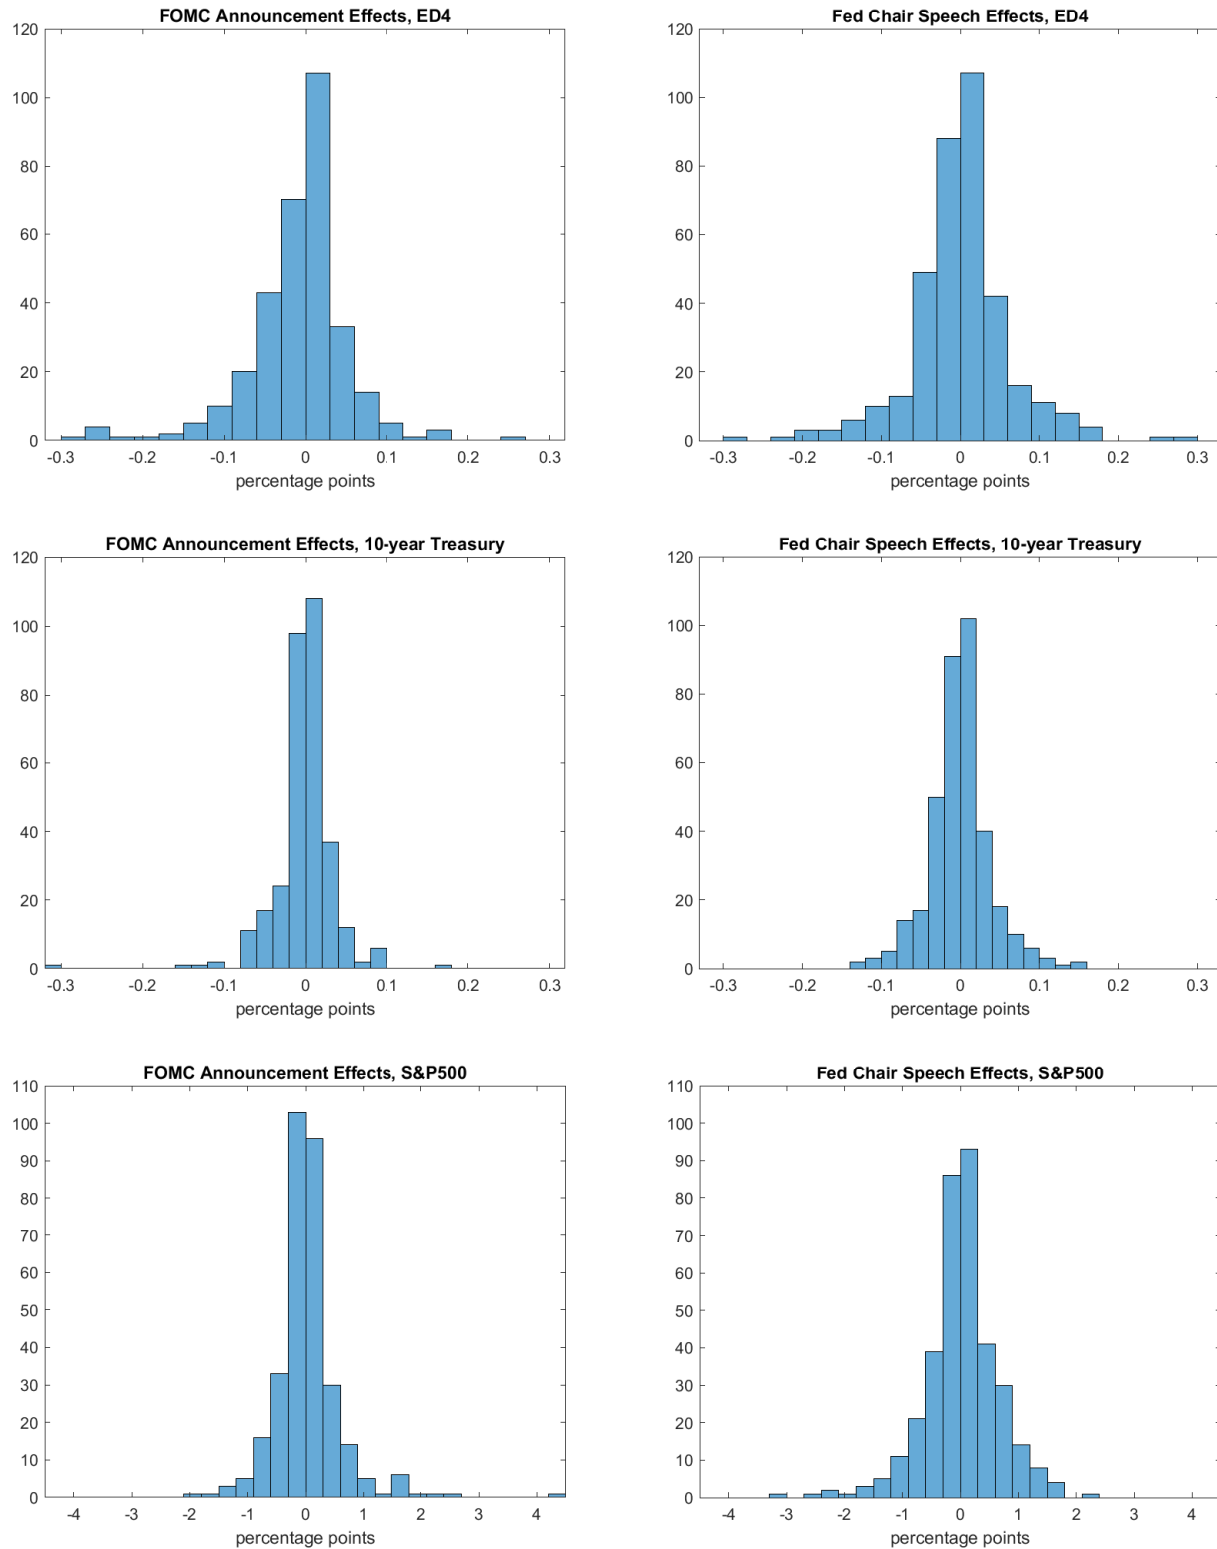 FOMC Announcement Effects, ED4
120
100
80
60
40
20
0
-0.3 -0.2 -0.1 0 0.1 0.2 0.3
percentage points
Fed Chair Speech Effects, ED4
120
100
80
60
40
20
0
-0.3 -0.2 -0.1 0 0.1 0.2 0.3
percentage points
FOMC Announcement Effects, 10-year Treasury
120
100
80
60
40
20
0
-0.3 -0.2 -0.1 0 0.1 0.2 0.3
percentage points
Fed Chair Speech Effects, 10-year Treasury
120
100
80
60
40
20
0
-0.3 -0.2 -0.1 0 0.1 0.2 0.3
percentage points
FOMC Announcement Effects, S&P500
110
100
90
80
70
60
50
40
30
20
10
0
-4 -3 -2 -1 0 1 2 3 4
percentage points
Fed Chair Speech Effects, S&P500
110
100
90
80
70
60
50
40
30
20
10
0
-4 -3 -2 -1 0 1 2 3 4
percentage points